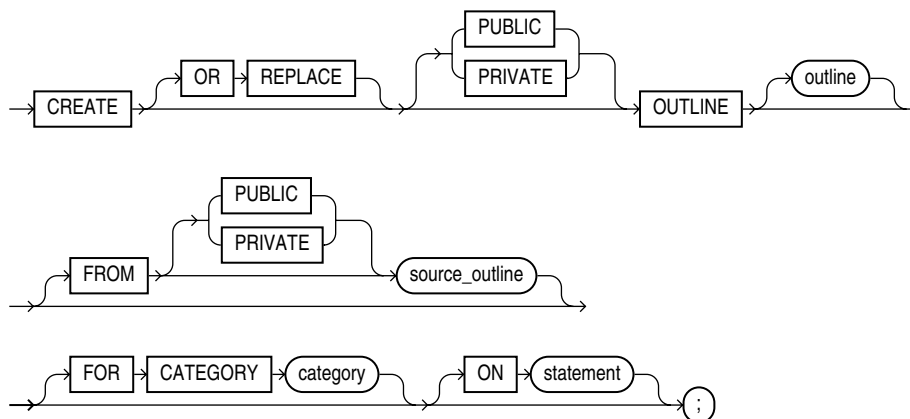 PUBLIC
OR REPLACE PRIVATE outline
CREATE OUTLINE
PUBLIC
PRIVATE
FROM source_outline
FOR CATEGORY category ON statement
;